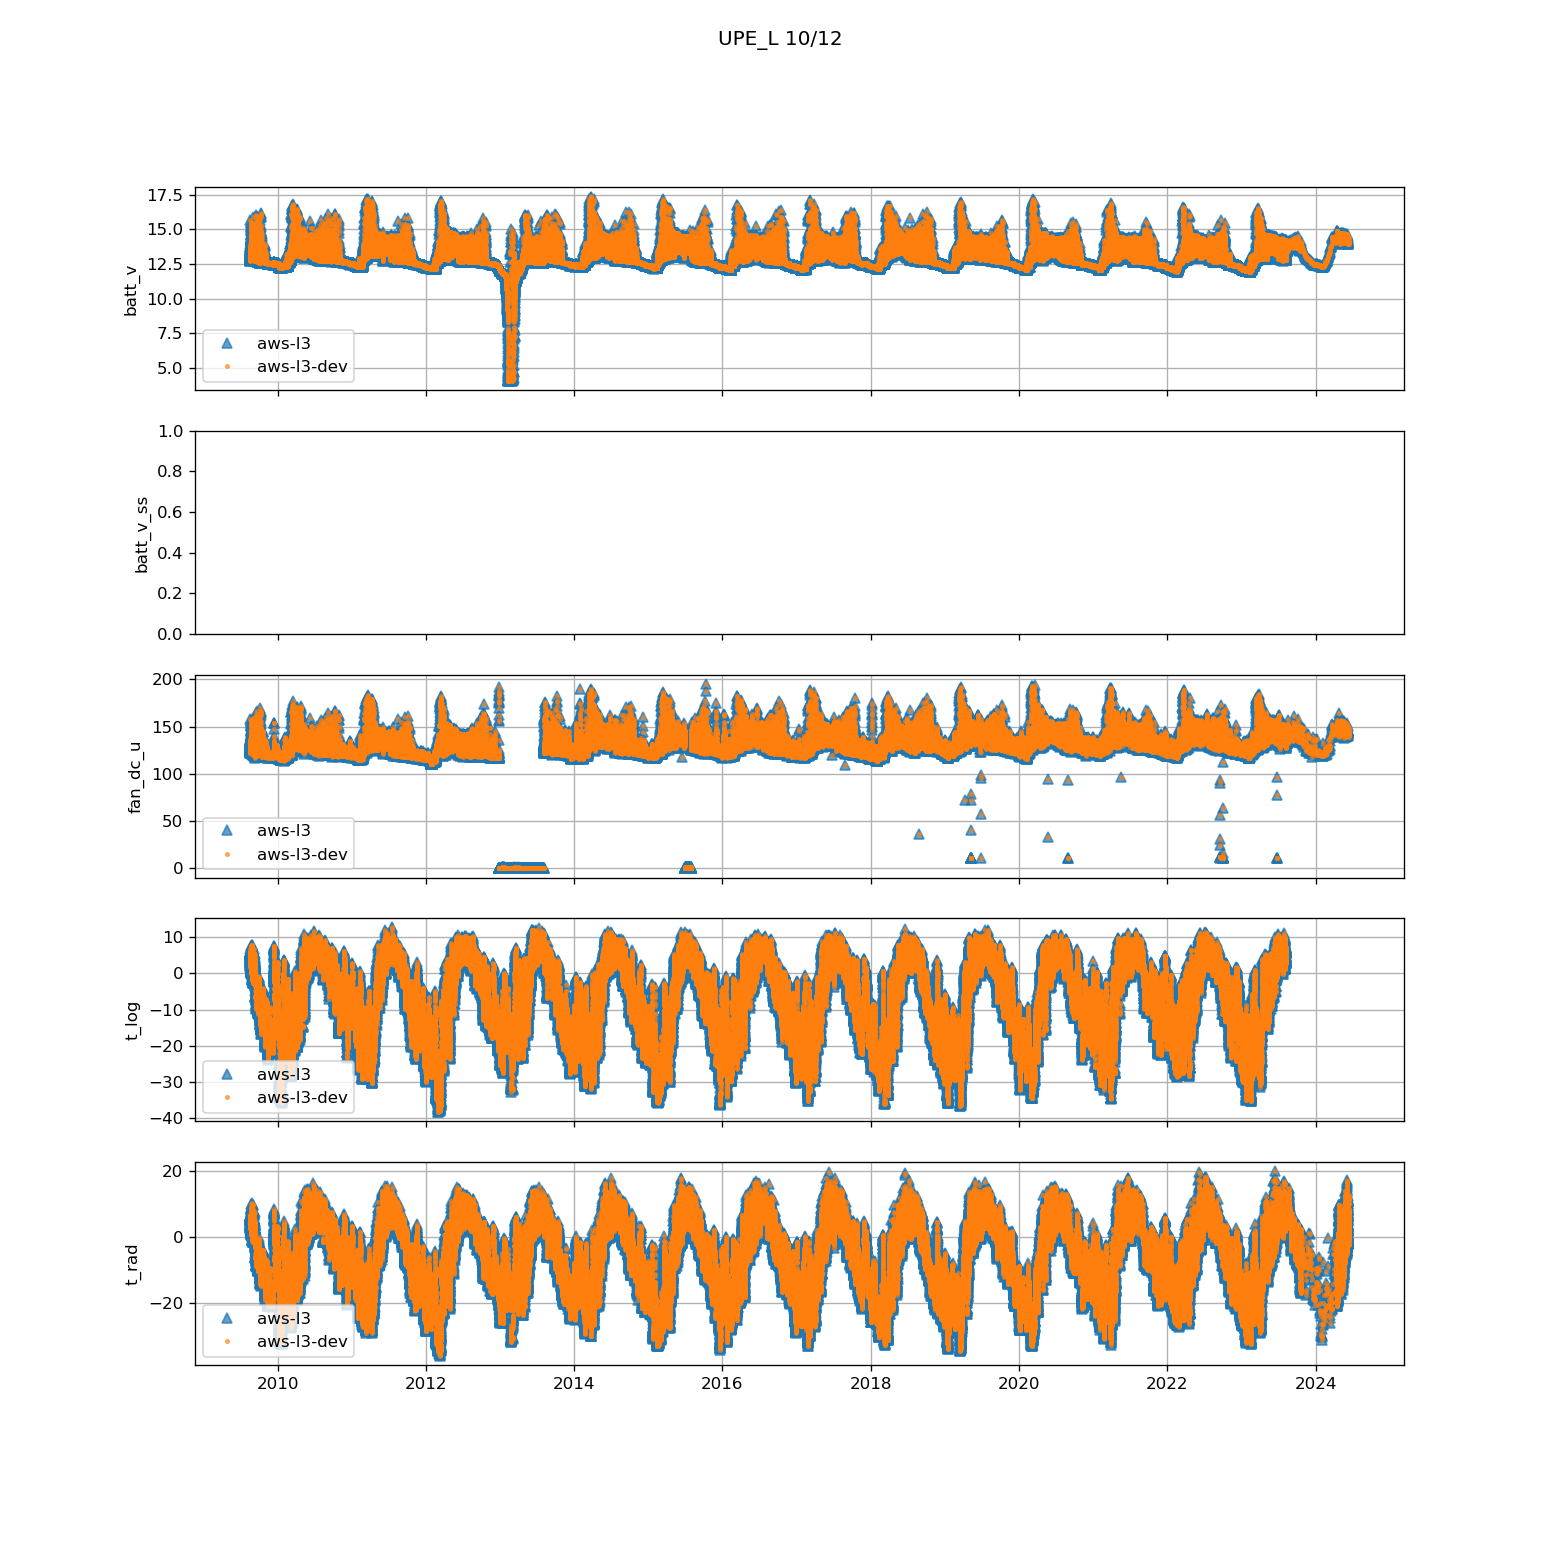 UPE_L 10/12
17.5
15.0
12.5
10.0
7.5
5.0
batt_v
aws-l3
aws-l3-dev
1.0
0.8
0.6
0.4
0.2
0.0
batt_v_ss
200
150
100
50
0
fan_dc_u
aws-l3
aws-l3-dev
10
0
−10
−20
−30
−40
t_log
aws-l3
aws-l3-dev
20
0
−20
t_rad
aws-l3
aws-l3-dev
2010 2012 2014 2016 2018 2020 2022 2024